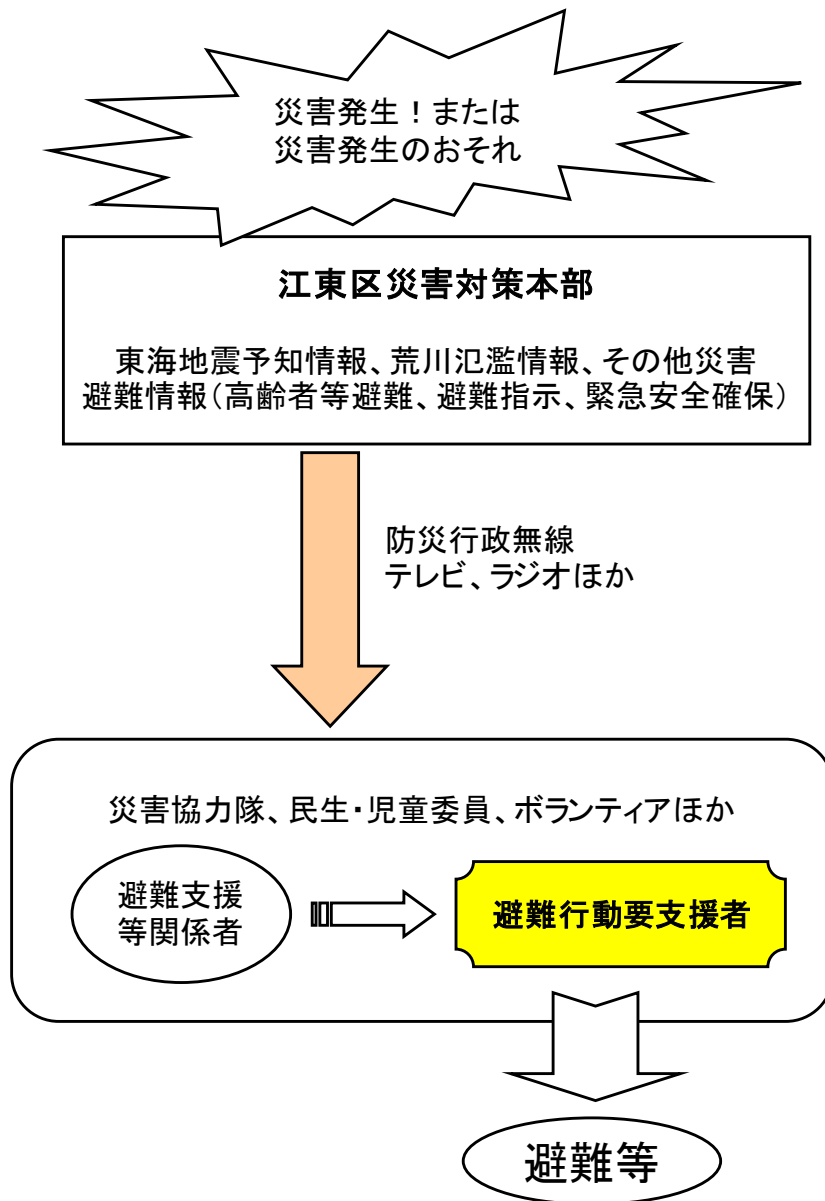 災害発生！または
災害発生のおそれ
江東区災害対策本部
東海地震予知情報、荒川氾濫情報、その他災害
避難情報（高齢者等避難、避難指示、緊急安全確保）
防災行政無線
テレビ、ラジオほか
災害協力隊、民生・児童委員、ボランティアほか
避難支援
等関係者
避難行動要支援者
避難等